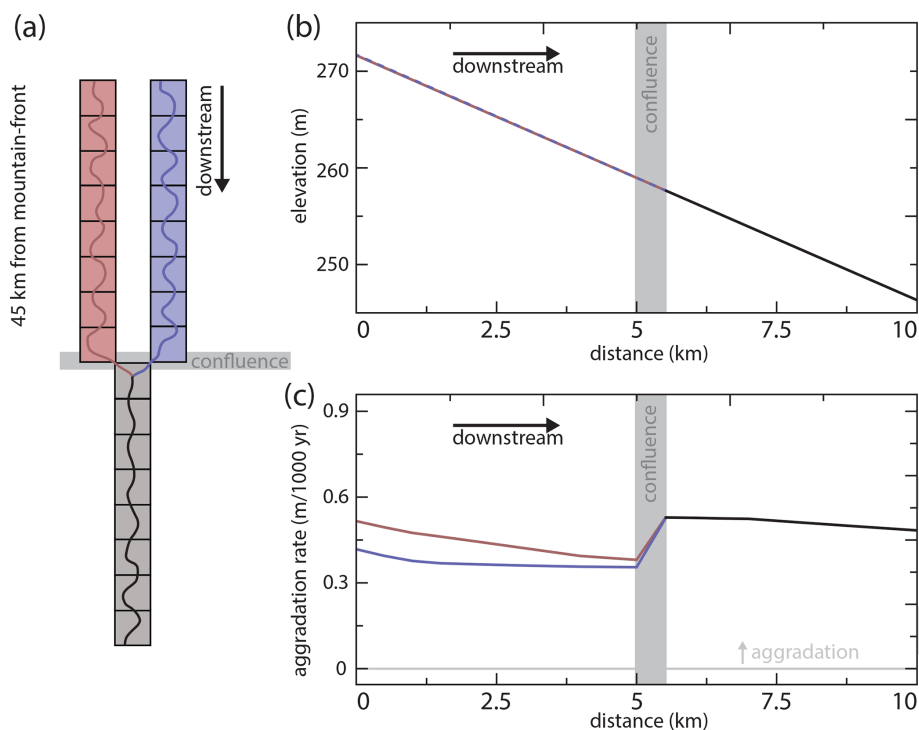 (a)
45 km from mountain-front
downstream
confluence
(b)
downstream
confluence
elevation (m)
270
260
250
0
2.5
5
7.5
10
distance (km)
(c)
downstream
confluence
aggradation rate (m/1000 yr)
0.9
0.6
0.3
0
aggradation
0
2.5
5
7.5
10
distance (km)